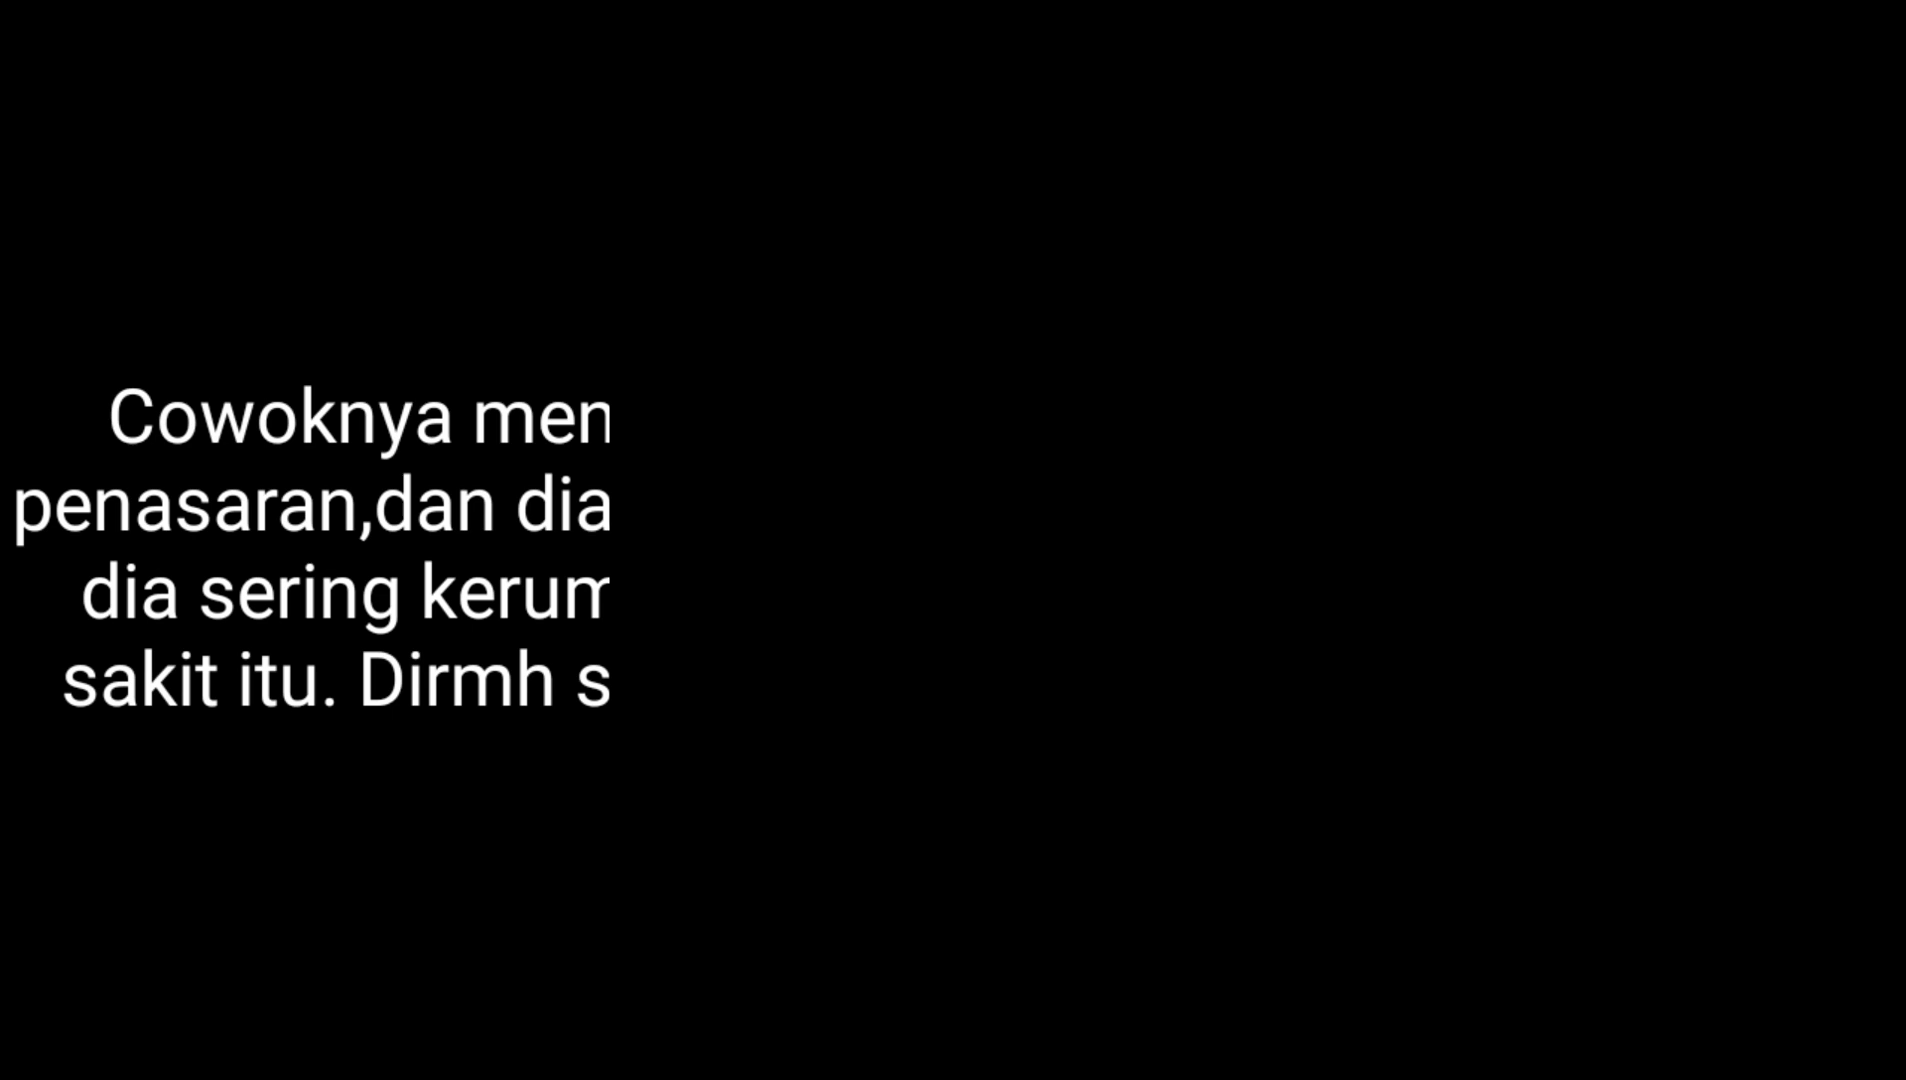 Cowoknya men
penasaran,dan dia
dia sering kerum
sakit itu. Dirmh s